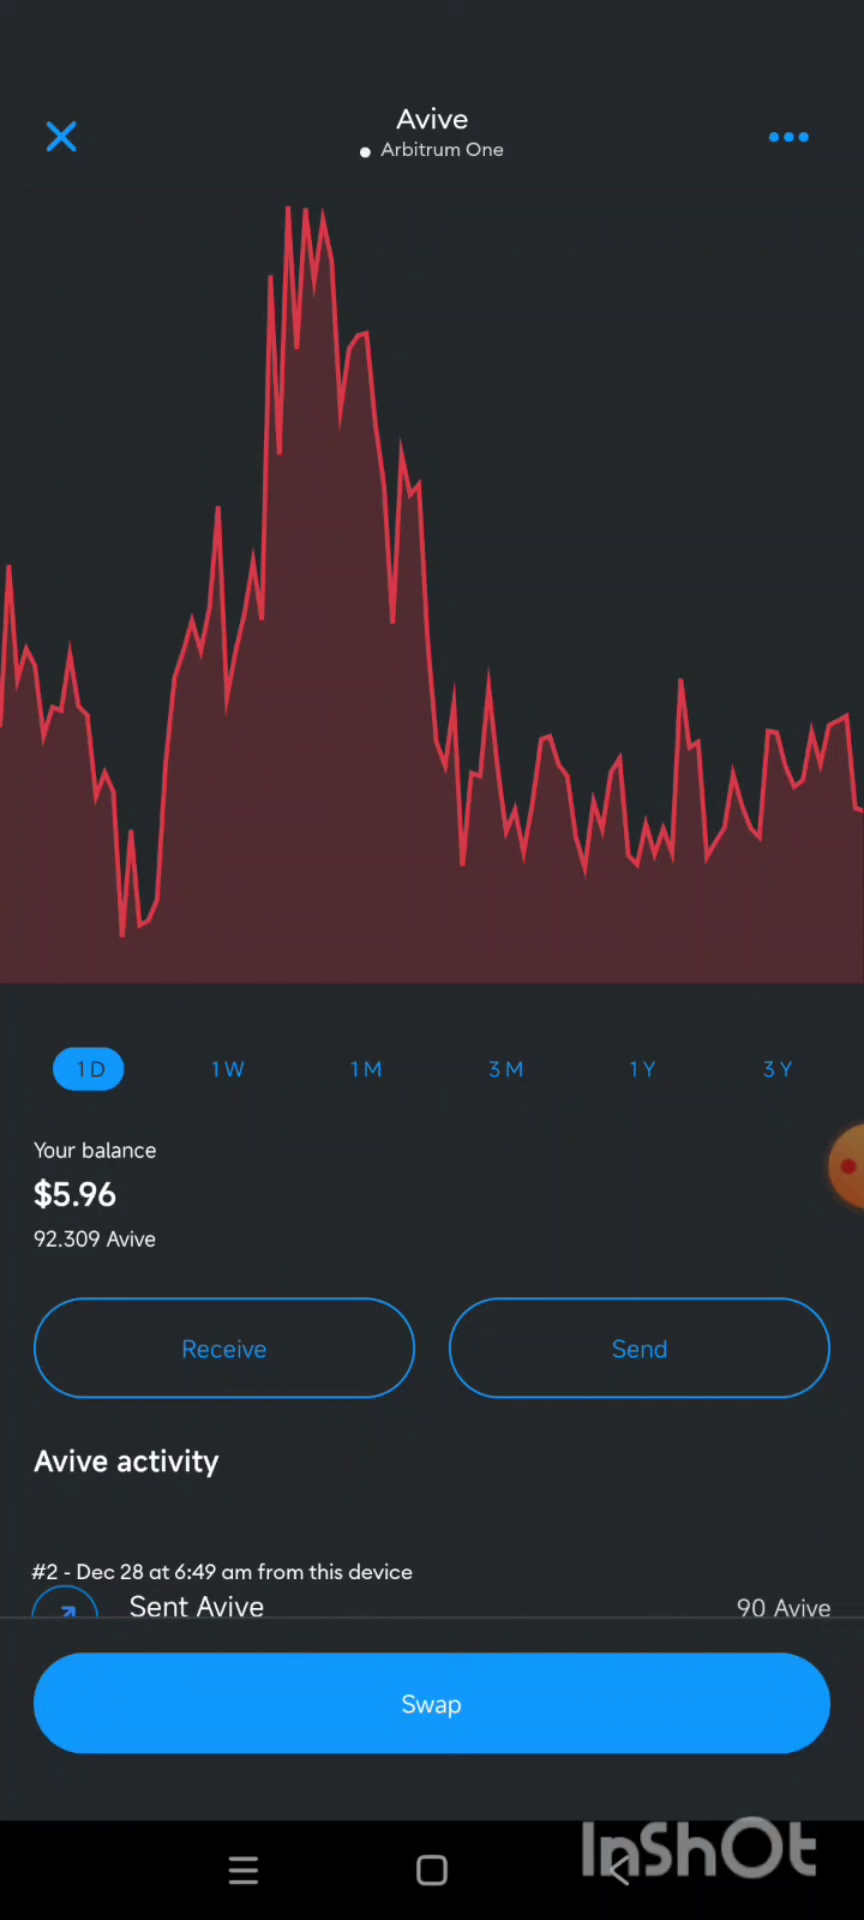 Avive
Arbitrum One
1D 1W 1M 3M 1Y 3Y
Your balance
$5.96
92.309 Avive
Receive Send
Avive activity
#2 - Dec 28 at 6:49 am from this device
Sent Avive 90 Avive
Swap
InShOt